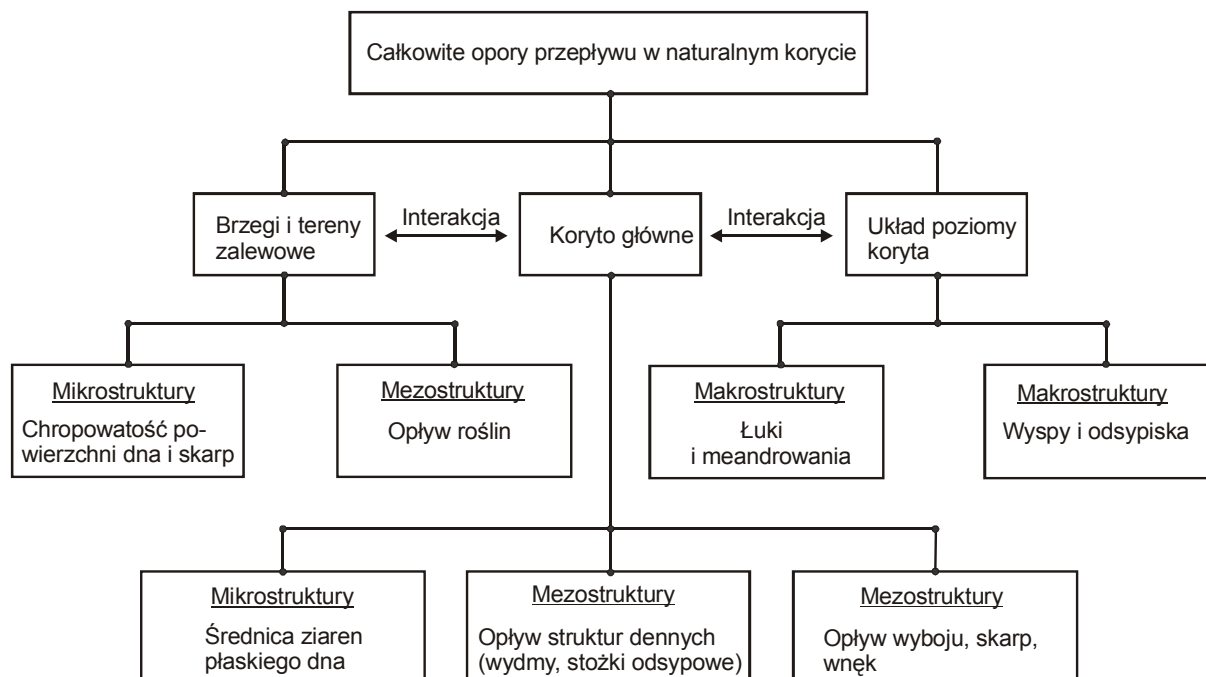 Całkowite opory przepływu w naturalnym korycie
Brzegi i tereny
zalewowe
Interakcja
Koryto główne
Interakcja
Układ poziomy
koryta
Mikrostruktury
Chropowatość po-
wierzchni dna i skarp
Mezostruktury
Opływ roślin
Makrostruktury
Łuki
i meandrowania
Makrostruktury
Wyspy i odsypiska
Mikrostruktury
Średnica ziaren
płaskiego dna
Mezostruktury
Opływ struktur dennych
(wydmy, stożki odsypowe)
Mezostruktury
Opływ wyboju, skarp,
wnęk